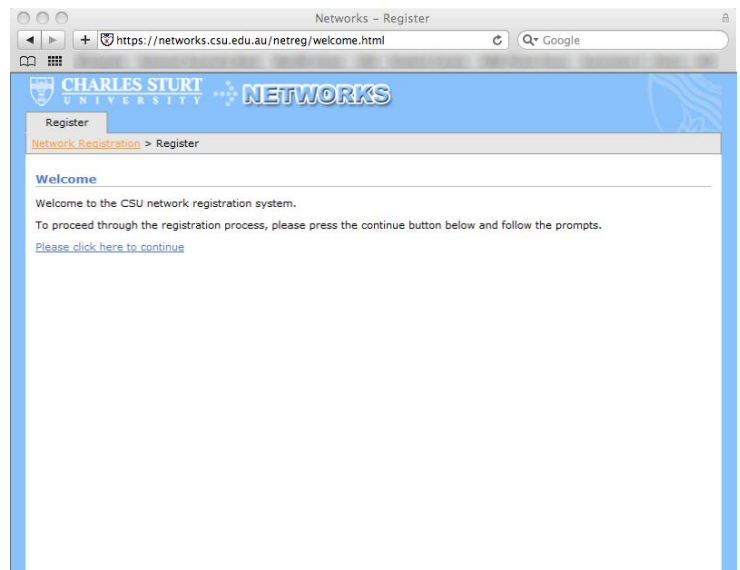 Networks – Register
https://networks.csu.edu.au/netreg/welcome.html
Google
CHARLES STURT
UNIVERSITY
NETWORKS
Register
Network Registration > Register
Welcome
Welcome to the CSU network registration system.
To proceed through the registration process, please press the continue button below and follow the prompts.
Please click here to continue